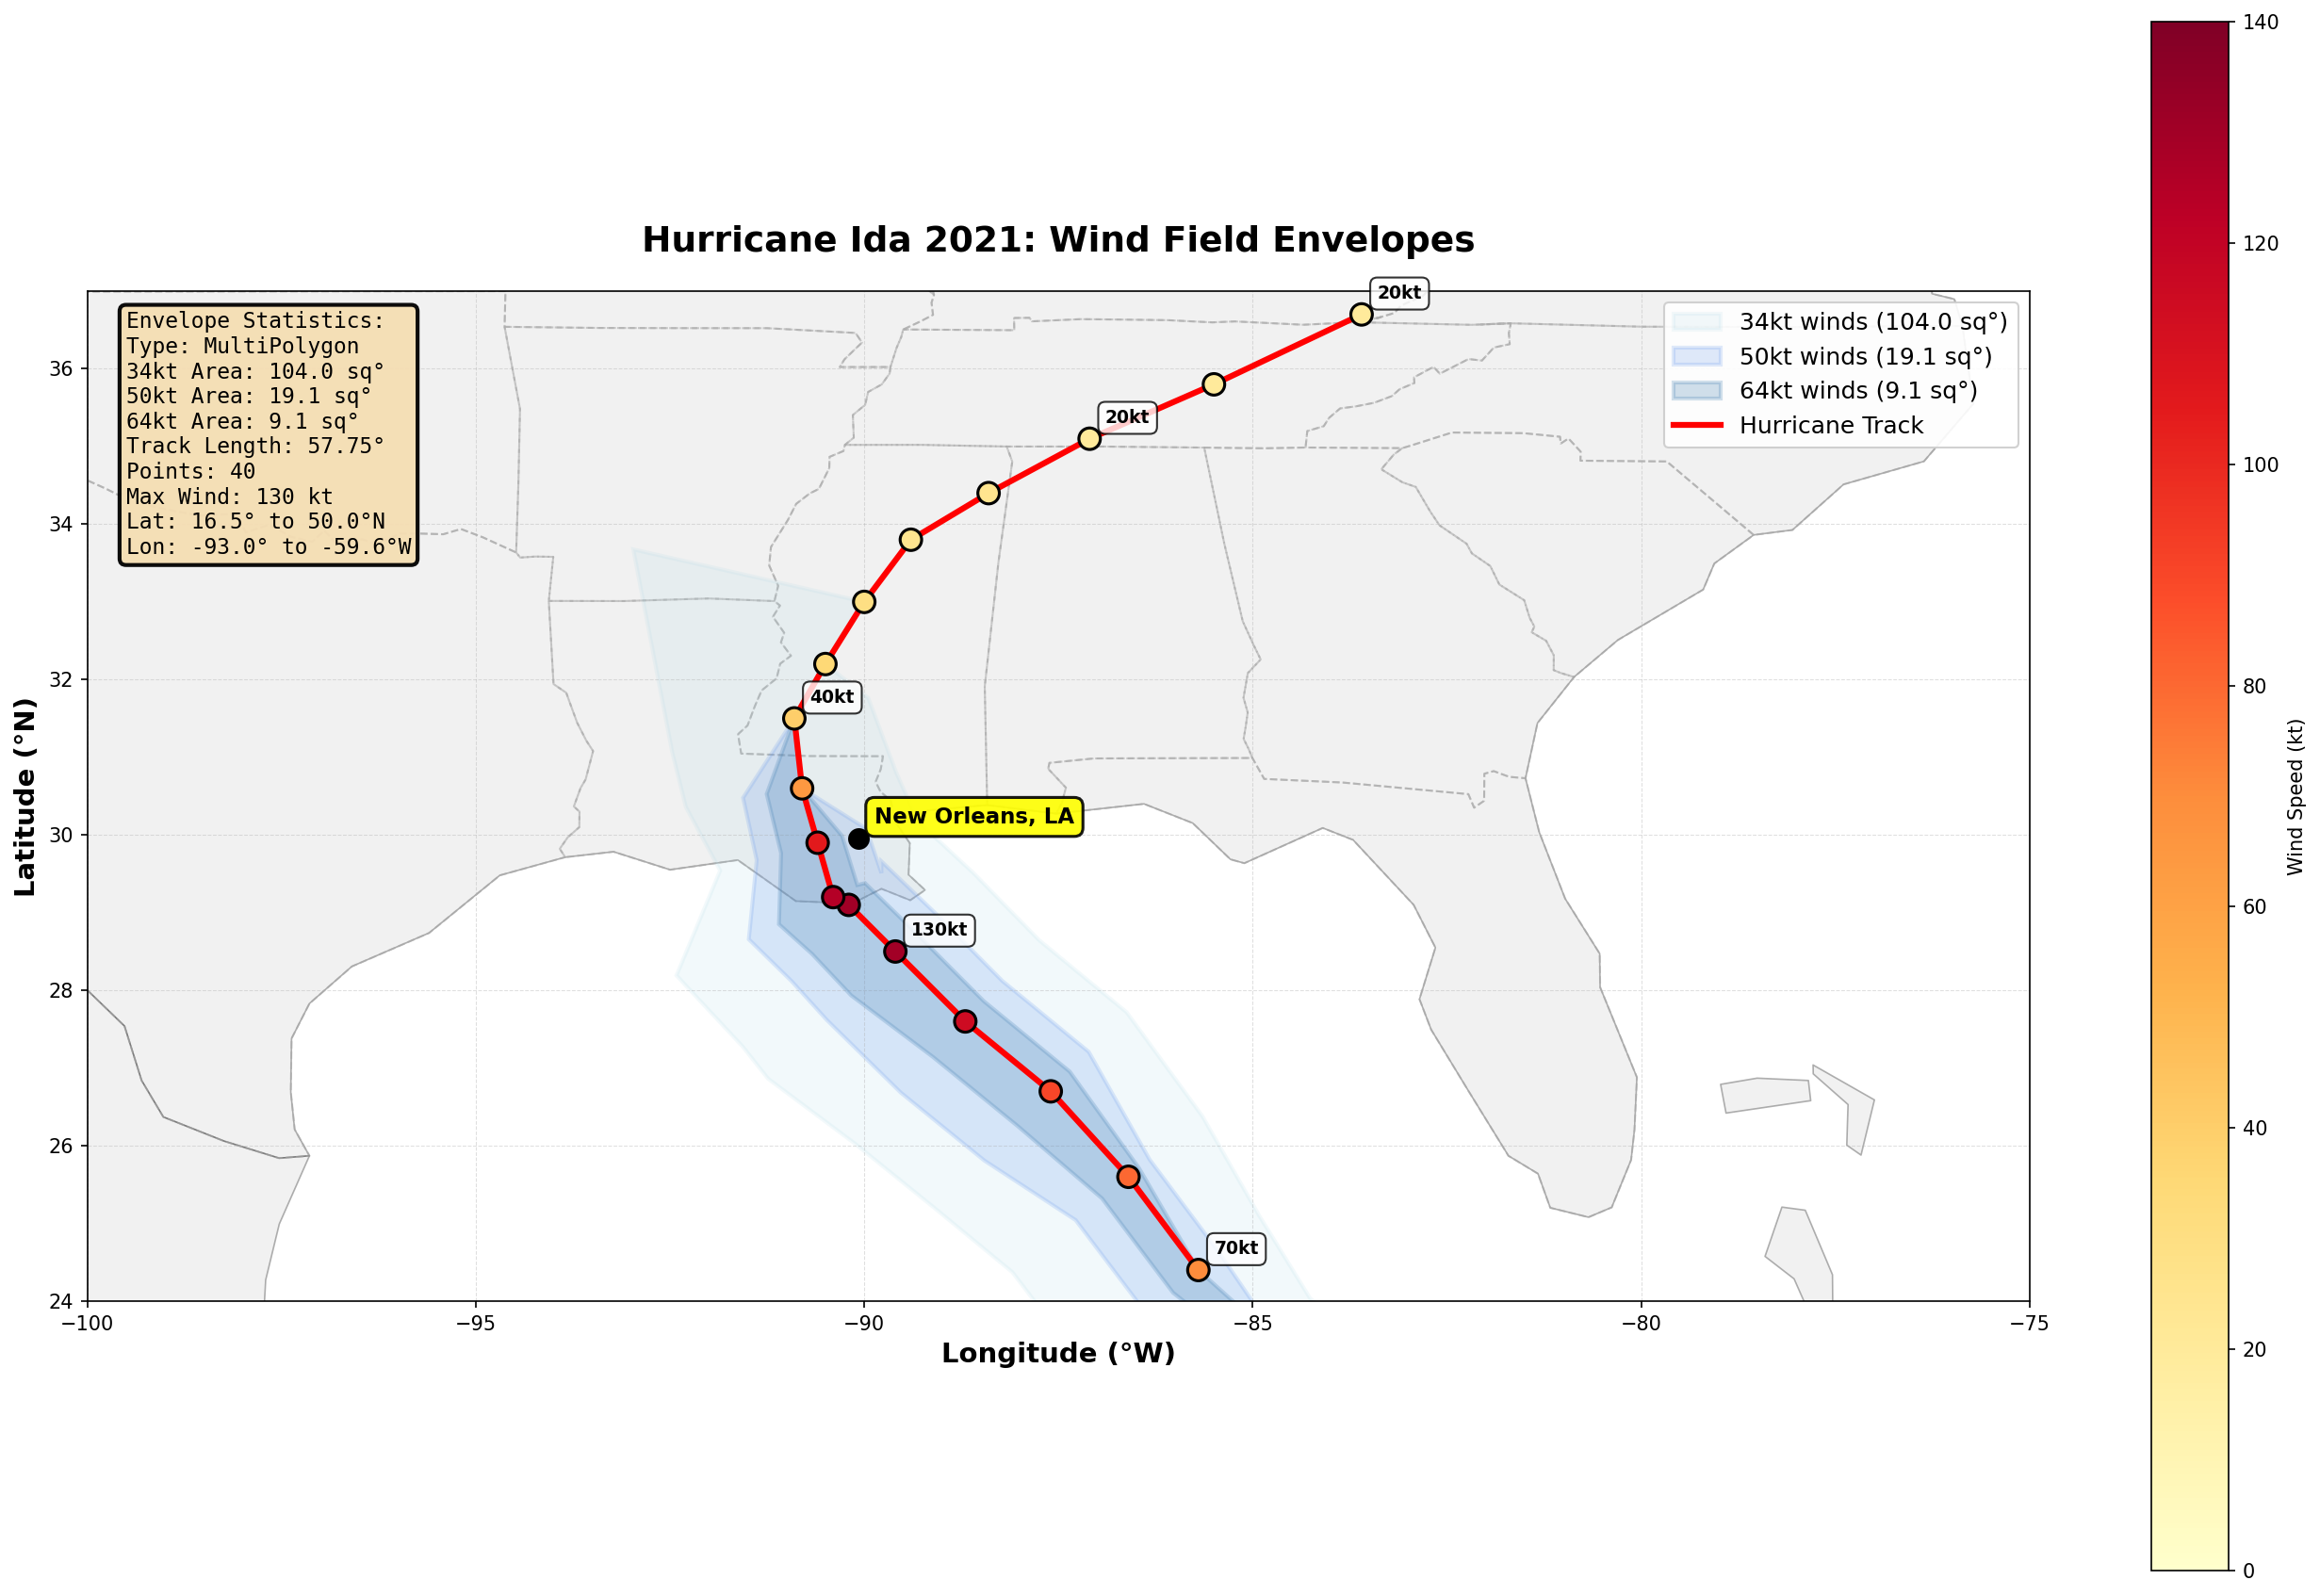 Hurricane Ida 2021: Wind Field Envelopes
Envelope Statistics:
Type: MultiPolygon
34kt Area: 104.0 sq°
50kt Area: 19.1 sq°
64kt Area: 9.1 sq°
Track Length: 57.75°
Points: 40
Max Wind: 130 kt
Lat: 16.5° to 50.0°N
Lon: -93.0° to -59.6°W
34kt winds (104.0 sq°)
50kt winds (19.1 sq°)
64kt winds (9.1 sq°)
Hurricane Track
20kt
20kt
40kt
New Orleans, LA
130kt
70kt
36
34
32
30
28
26
24
Latitude (°N)
−100
−95
−90
−85
−80
−75
Longitude (°W)
140
120
100
80
60
40
20
0
Wind Speed (kt)